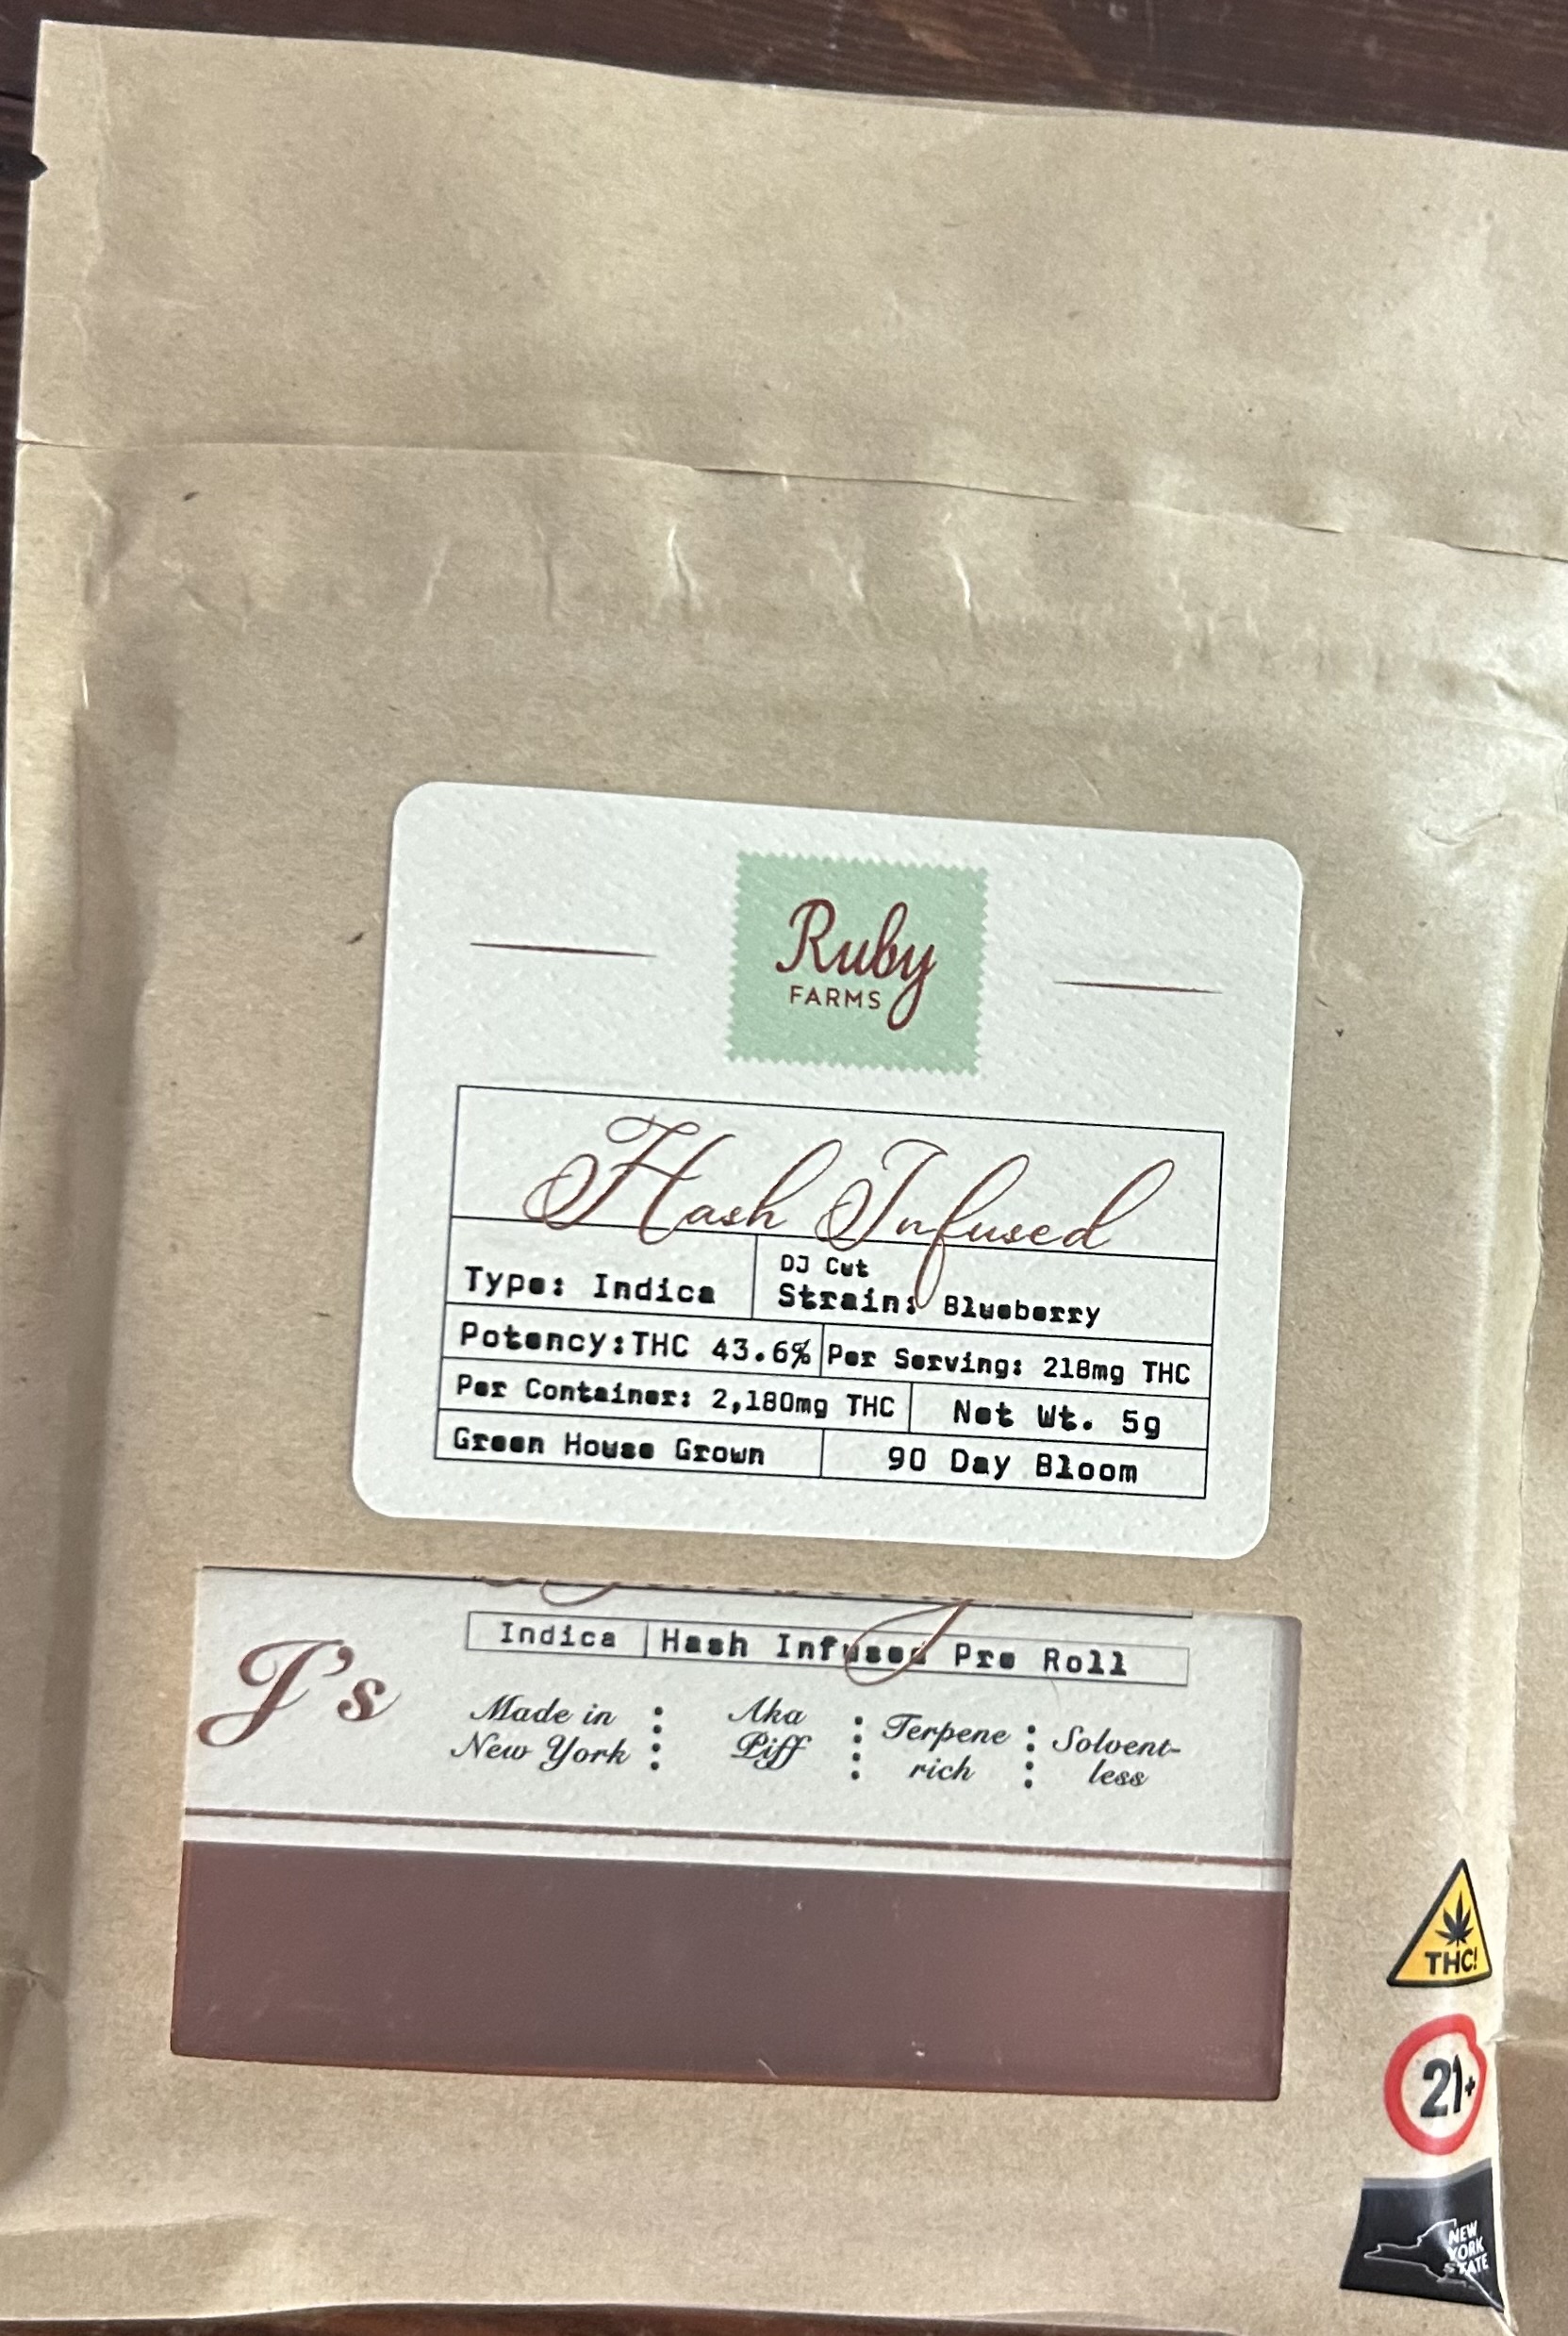 Ruby
FARMS
Hash Infused
Type: Indica
DJ Cut
Strain: Blueberry
Potency:THC 43.6%
Per Serving: 218mg THC
Per Container: 2,180mg THC
Net Wt. 5g
Green House Grown
90 Day Bloom
J's
Indica
Hash Infused Pre Roll
Made in
New York
Aka
Piff
Terpene
rich
Solvent-
less
THC!
21+
NEW
YORK
STATE